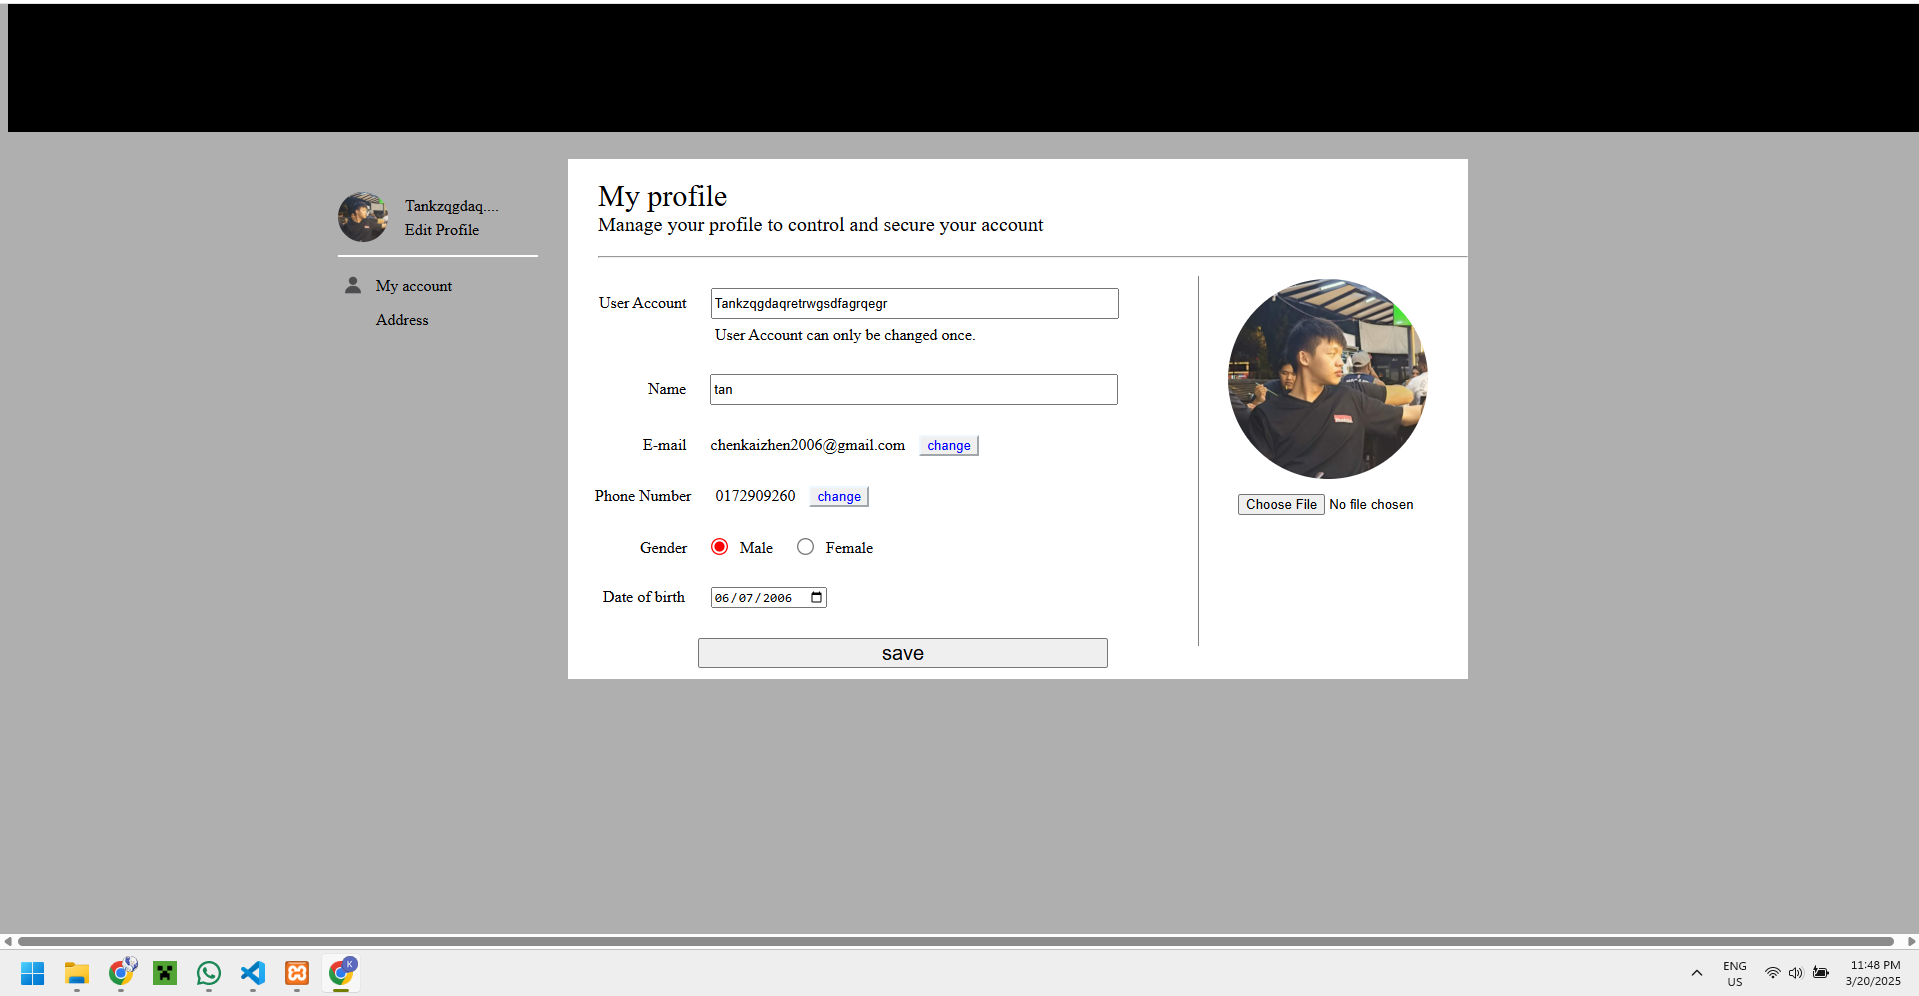 Tankzqgdaq....
Edit Profile
My account
Address
My profile
Manage your profile to control and secure your account
User Account Tankzqgdaqretrwgsdfagrqegr
User Account can only be changed once.
Name tan
E-mail chenkaizhen2006@gmail.com change
Phone Number 0172909260 change
Gender Male Female
Date of birth 06/07/2006
save
Choose File No file chosen
K
ENG
US
11:48 PM
3/20/2025